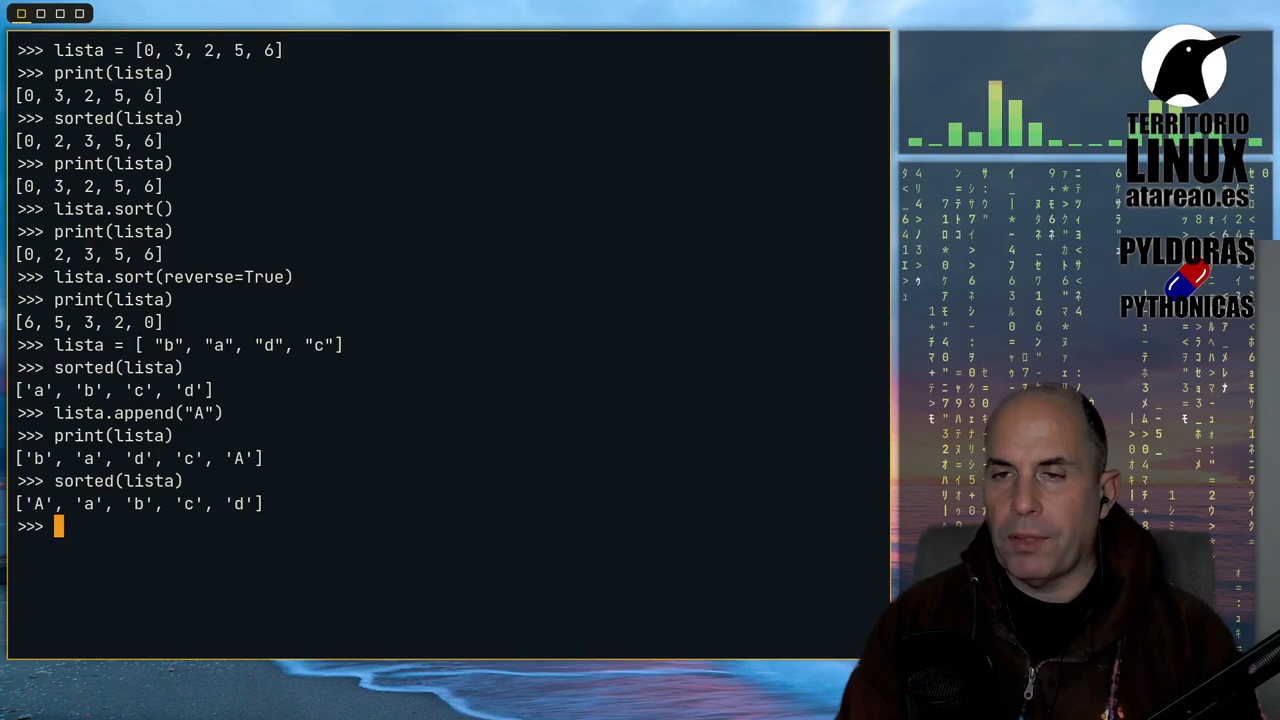 >>> lista = [0, 3, 2, 5, 6]
>>> print(lista)
[0, 3, 2, 5, 6]
>>> sorted(lista)
[0, 2, 3, 5, 6]
>>> print(lista)
[0, 3, 2, 5, 6]
>>> lista.sort()
>>> print(lista)
[0, 2, 3, 5, 6]
>>> lista.sort(reverse=True)
>>> print(lista)
[6, 5, 3, 2, 0]
>>> lista = [ "b", "a", "d", "c"]
>>> sorted(lista)
['a', 'b', 'c', 'd']
>>> lista.append("A")
>>> print(lista)
['b', 'a', 'd', 'c', 'A']
>>> sorted(lista)
['A', 'a', 'b', 'c', 'd']
>>>
TERRITORIO
LINUX
atareao.es
PYLDORAS
PYTHONICAS